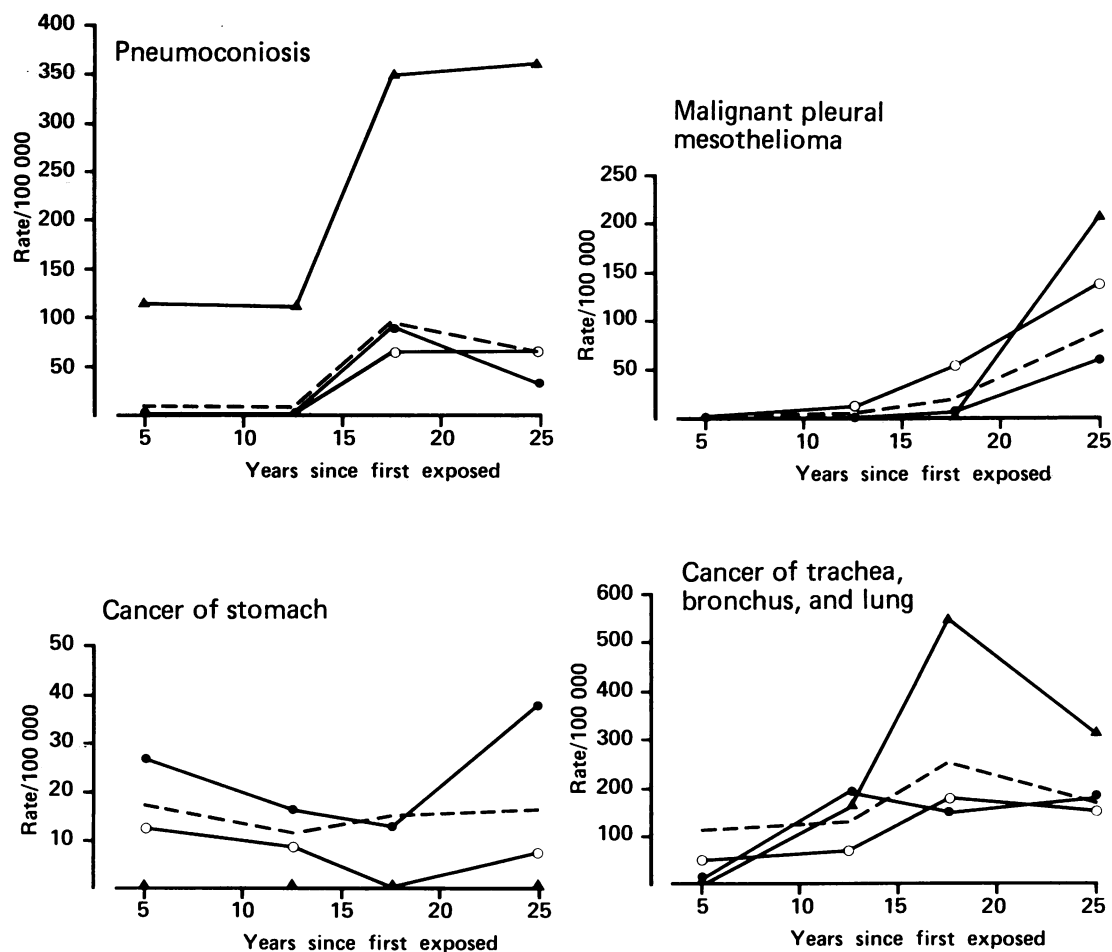 Pneumoconiosis
Rate/100 000
400
350
300
250
200
150
100
50
5 10 15 20 25
Years since first exposed
Malignant pleural
mesothelioma
Rate/100 000
250
200
150
100
50
5 10 15 20 25
Years since first exposed
Cancer of stomach
Rate/100 000
50
40
30
20
10
5 10 15 20 25
Years since first exposed
Cancer of trachea,
bronchus, and lung
Rate/100 000
600
500
400
300
200
100
5 10 15 20 25
Years since first exposed